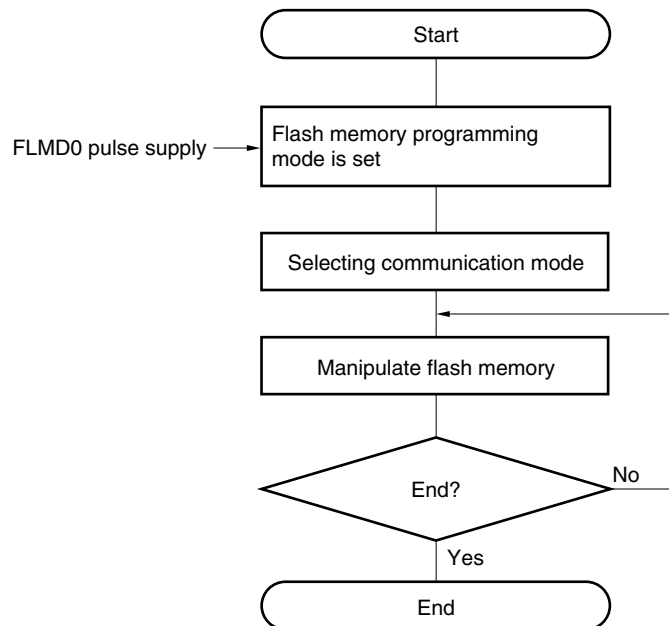 Start
Flash memory programming
mode is set
FLMD0 pulse supply
Selecting communication mode
Manipulate flash memory
End?
No
Yes
End